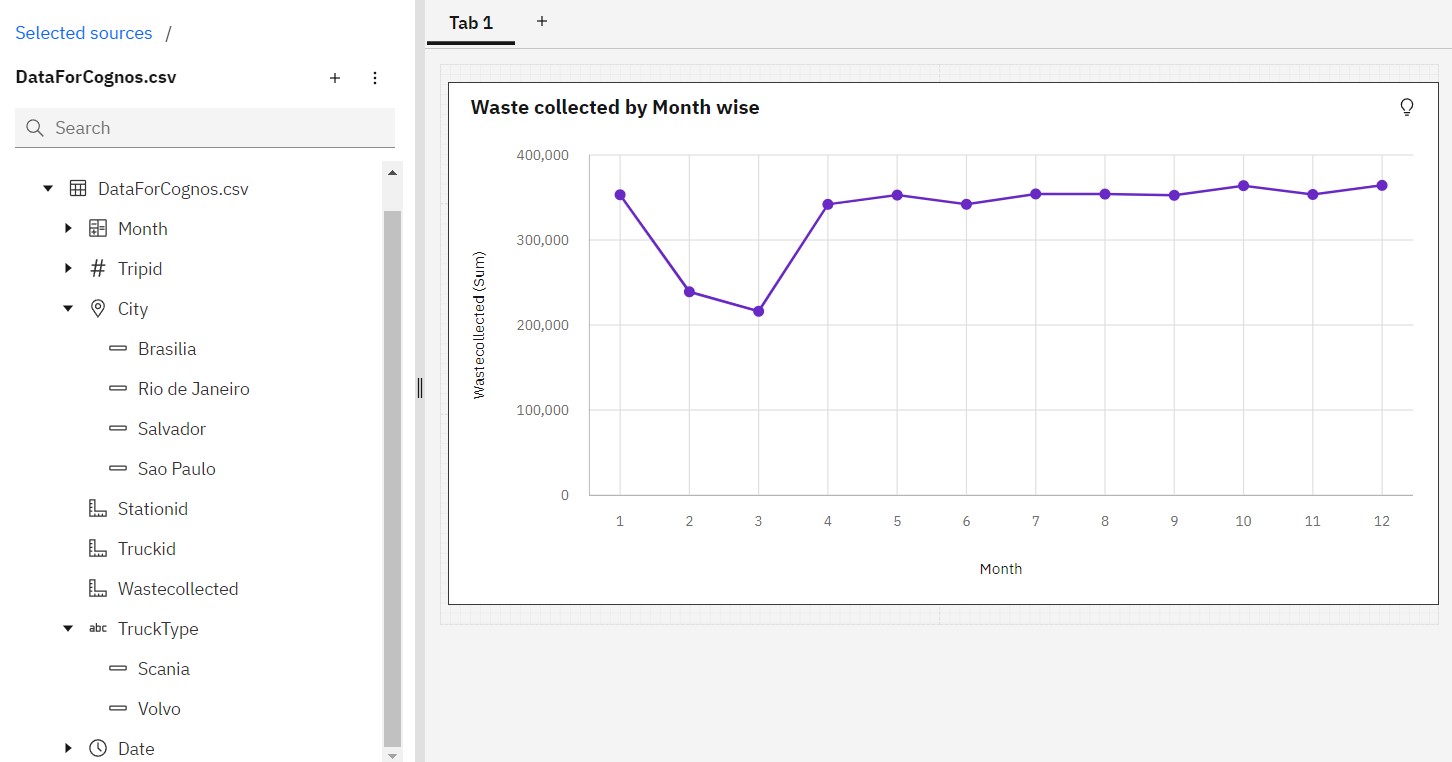 Selected sources /
DataForCognos.csv
Search
DataForCognos.csv
Month
# Tripid
City
Brasilia
Rio de Janeiro
Salvador
Sao Paulo
Stationid
Truckid
Wastecollected
abc TruckType
Scania
Volvo
Date
Tab 1 +
Waste collected by Month wise
Wastecollected (Sum)
400,000
300,000
200,000
100,000
0
1 2 3 4 5 6 7 8 9 10 11 12
Month